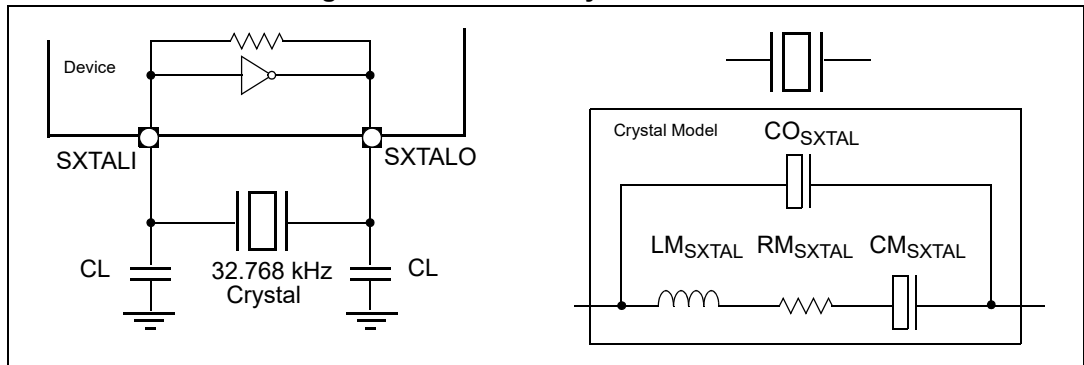 Device
SXTALI
SXTALO
CL
32.768 kHz
Crystal
CL
Crystal Model
COSXTAL
LMSXTAL
RMSXTAL
CMSXTAL